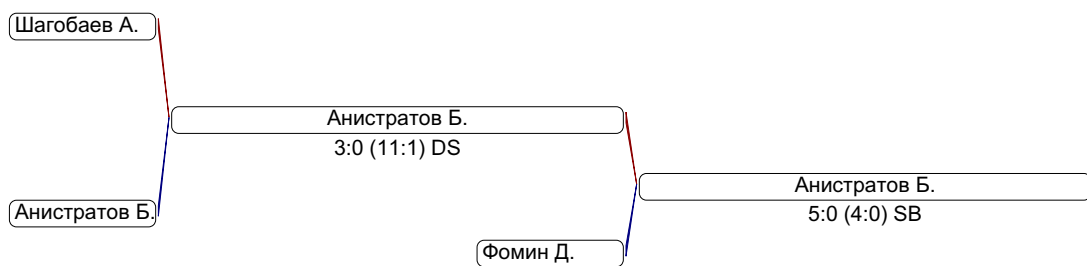 Шагобаев А.
Анистратов Б.
3:0 (11:1) DS
Анистратов Б.
5:0 (4:0) SB
Анистратов Б.
Фомин Д.